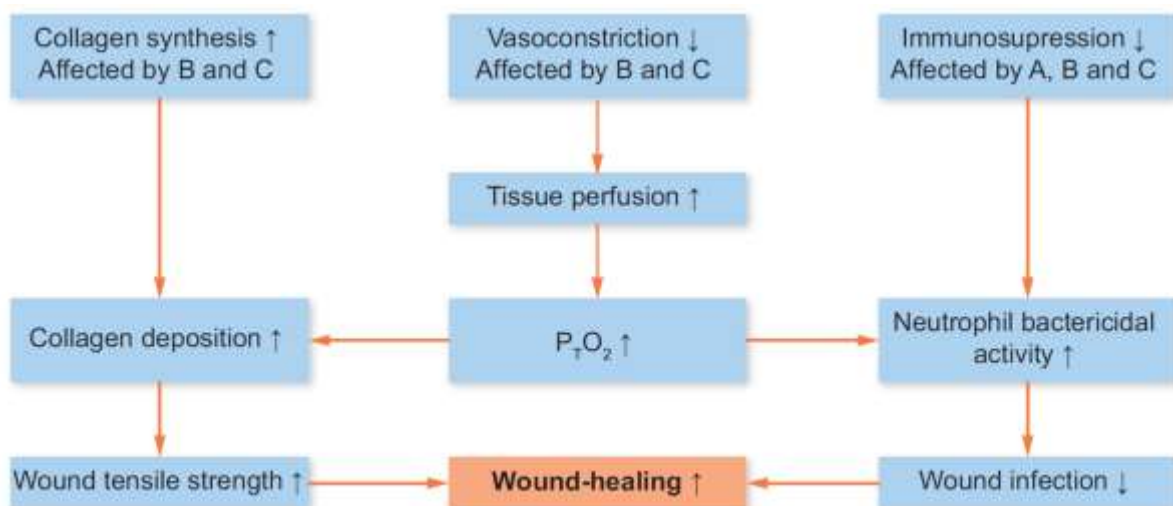 Collagen synthesis ↑
Affected by B and C
Vasoconstriction ↓
Affected by B and C
Immunosupression ↓
Affected by A, B and C
Tissue perfusion ↑
Collagen deposition ↑
PTO2 ↑
Neutrophil bactericidal
activity ↑
Wound tensile strength ↑
Wound-healing ↑
Wound infection ↓